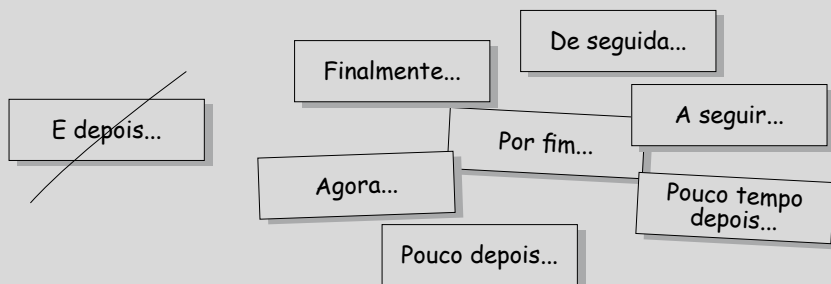 E depois...
Finalmente...
De seguida...
Por fim...
A seguir...
Agora...
Pouco tempo
depois...
Pouco depois...